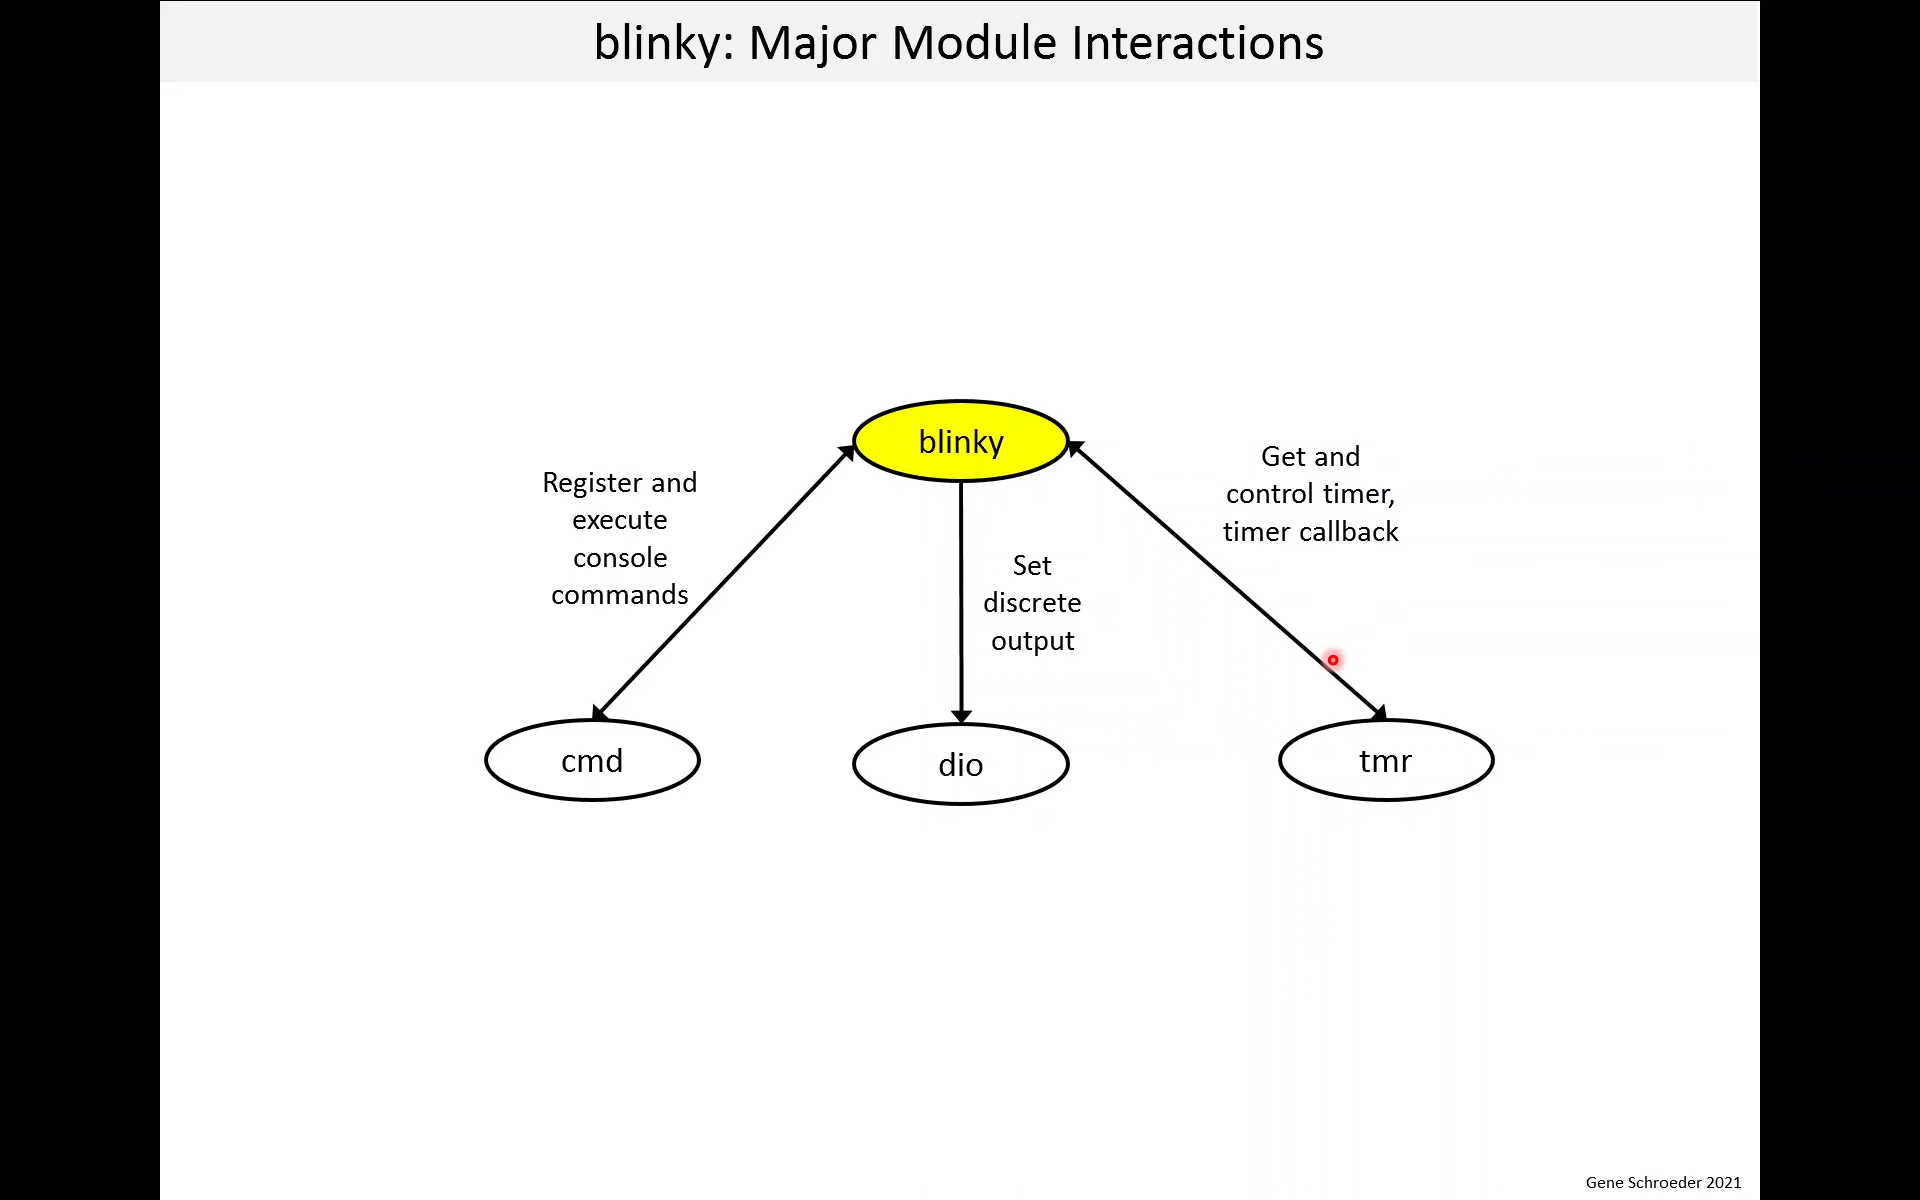 blinky: Major Module Interactions
blinky
Register and
execute
console
commands
Set
discrete
output
Get and
control timer,
timer callback
cmd
dio
tmr
Gene Schroeder 2021